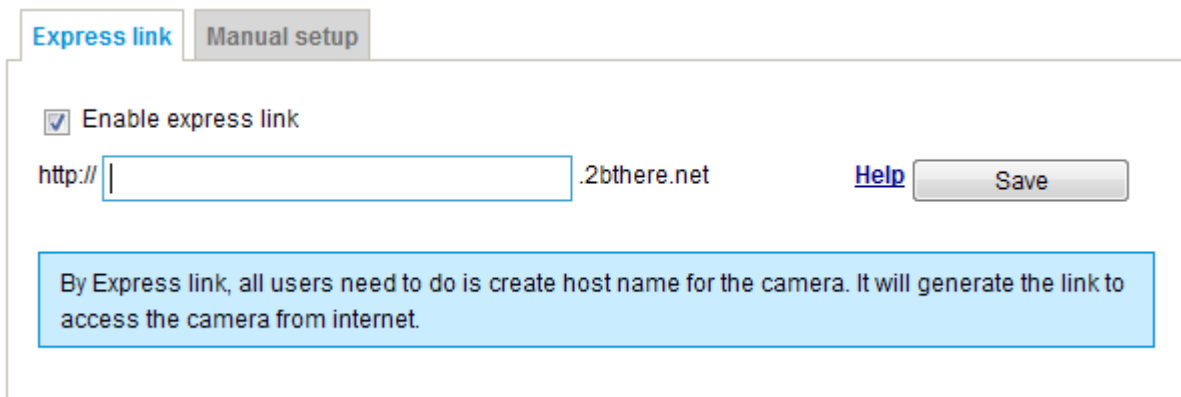 Express link Manual setup
Enable express link
http:// .2bthere.net Help Save
By Express link, all users need to do is create host name for the camera. It will generate the link to
access the camera from internet.